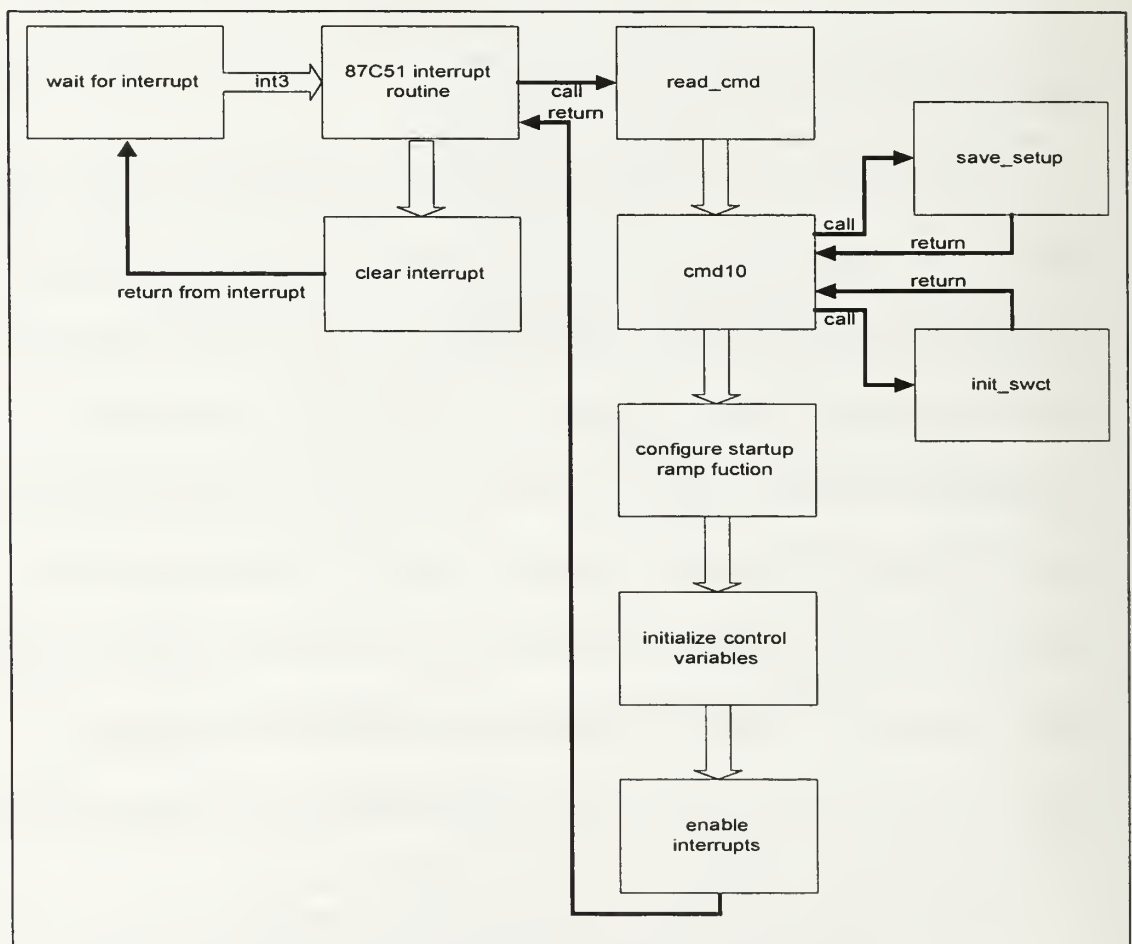 wait for interrupt
int3
87C51 interrupt
routine
call
return
read_cmd
save_setup
call
return
clear interrupt
return from interrupt
cmd10
return
call
init_swct
configure startup
ramp fuction
initialize control
variables
enable
interrupts